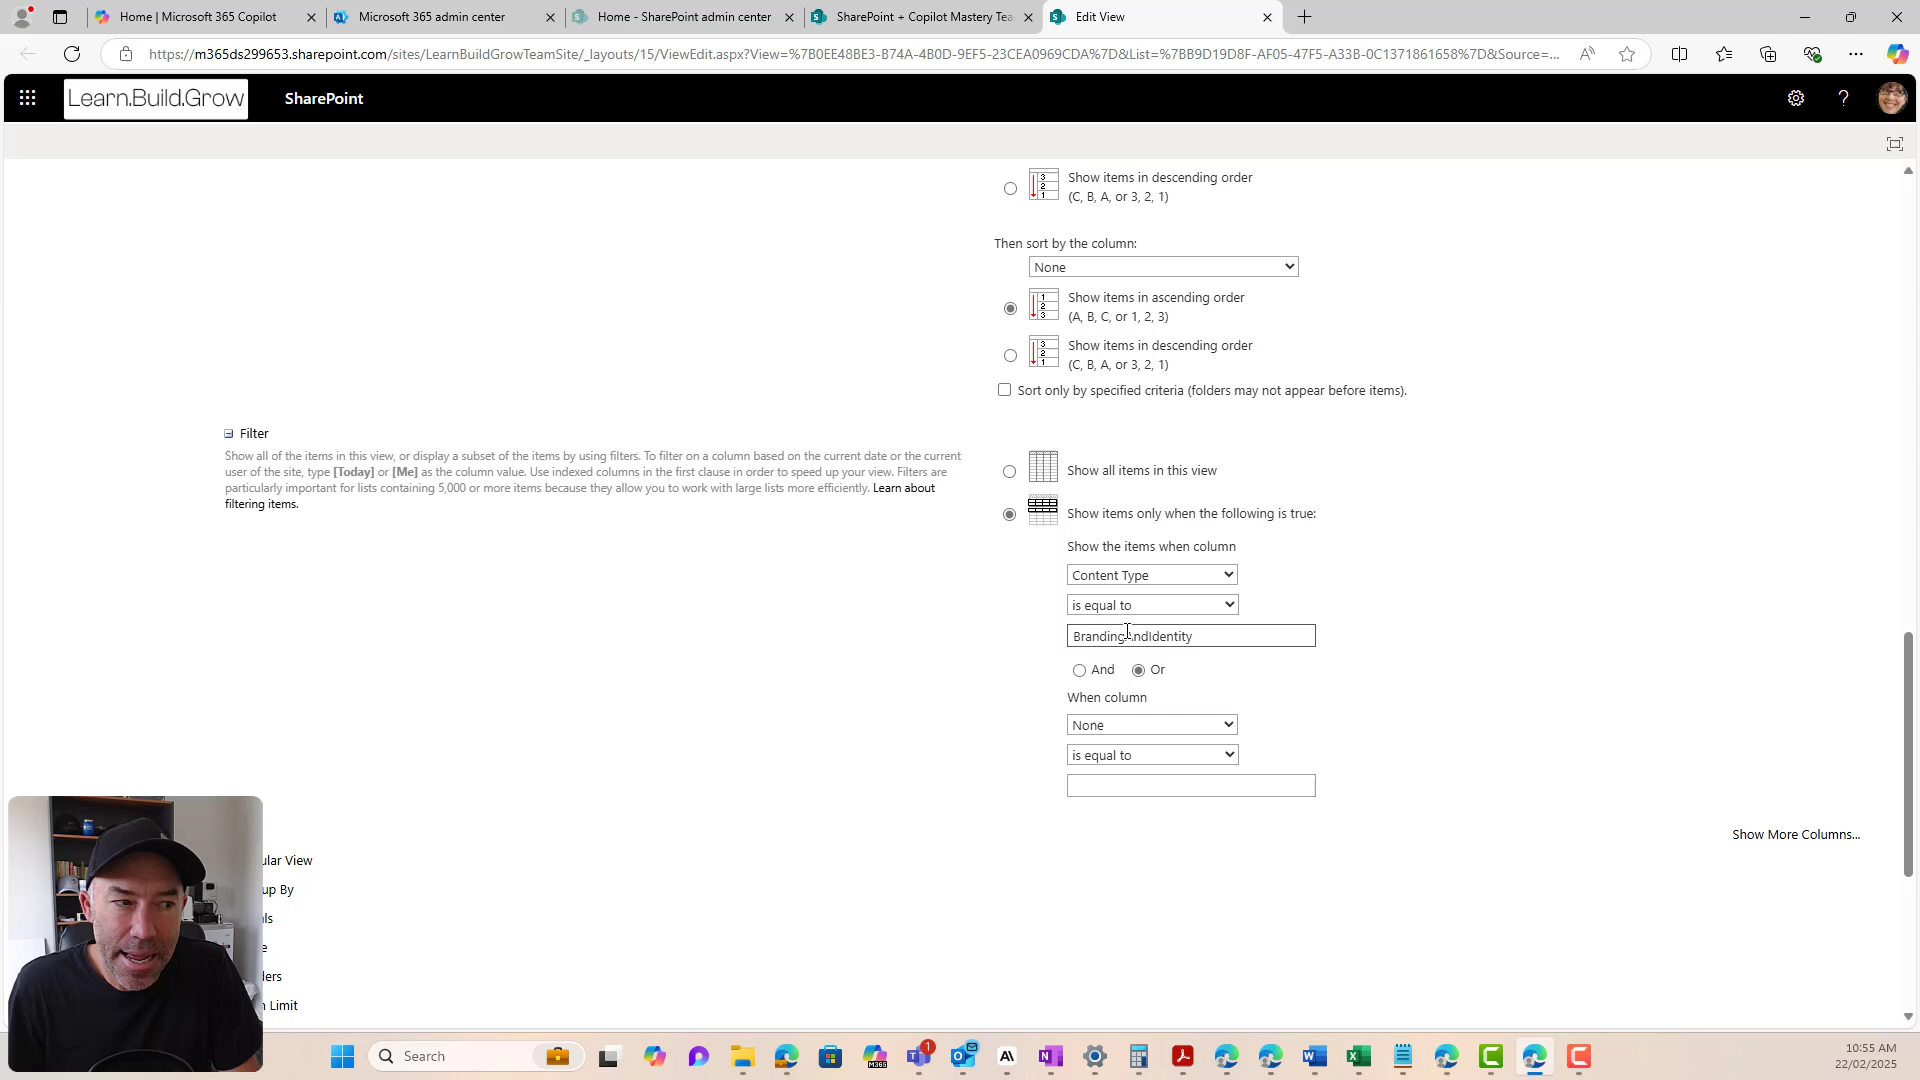 Home | Microsoft 365 Copilot
Microsoft 365 admin center
Home - SharePoint admin center
SharePoint + Copilot Mastery Tea
Edit View
https://m365ds299653.sharepoint.com/sites/LearnBuildGrowTeamSite/_layouts/15/ViewEdit.aspx?View=%7B0EE48BE3-B74A-4B0D-9EF5-23CEA0969CDA%7D&List=%7BB9D19D8F-AF05-47F5-A33B-0C1371861658%7D&Source=...
Learn.Build.Grow
SharePoint
Show items in descending order
(C, B, A, or 3, 2, 1)
Then sort by the column:
None
Show items in ascending order
(A, B, C, or 1, 2, 3)
Show items in descending order
(C, B, A, or 3, 2, 1)
Sort only by specified criteria (folders may not appear before items).
Filter
Show all of the items in this view, or display a subset of the items by using filters. To filter on a column based on the current date or the current
user of the site, type [Today] or [Me] as the column value. Use indexed columns in the first clause in order to speed up your view. Filters are
particularly important for lists containing 5,000 or more items because they allow you to work with large lists more efficiently. Learn about
filtering items.
Show all items in this view
Show items only when the following is true:
Show the items when column
Content Type
is equal to
BrandingAndIdentity
And Or
When column
None
is equal to
Show More Columns...
ular View
up By
ls
e
ders
Limit
Search
M365
1
10:55 AM
22/02/2025